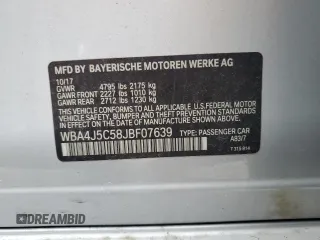 MFD BY BAYERISCHE MOTOREN WERKE AG
10/17
GVWR 4795 lbs 2175 kg
GAWR FRONT 2227 lbs 1010 kg
GAWR REAR 2712 lbs 1230 kg
THIS VEHICLE CONFORMS TO ALL APPLICABLE U.S.FEDERAL MOTOR
VEHICLE SAFETY, BUMPER AND THEFT PREVENTION STANDARDS IN EFFECT
ON THE DATE OF MANUFACTURE SHOWN ABOVE.
WBA4J5C58JBF07639 TYPE: PASSENGER CAR
A83/7
DREAMBID